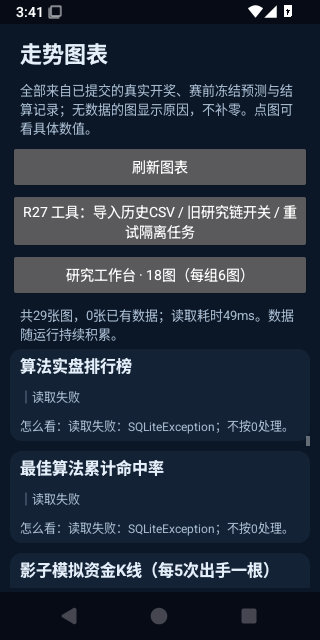 3:41
走势图表
全部来自已提交的真实开奖、赛前冻结预测与结
算记录；无数据的图显示原因，不补零。点图可
看具体数值。
刷新图表
R27 工具：导入历史CSV / 旧研究链开关 / 重
试隔离任务
研究工作台 · 18图（每组6图）
共29张图，0张已有数据；读取耗时49ms。数据
随运行持续积累。
算法实盘排行榜
读取失败
怎么看：读取失败：SQLiteException；不按0处理。
最佳算法累计命中率
读取失败
怎么看：读取失败：SQLiteException；不按0处理。
影子模拟资金K线（每5次出手一根）